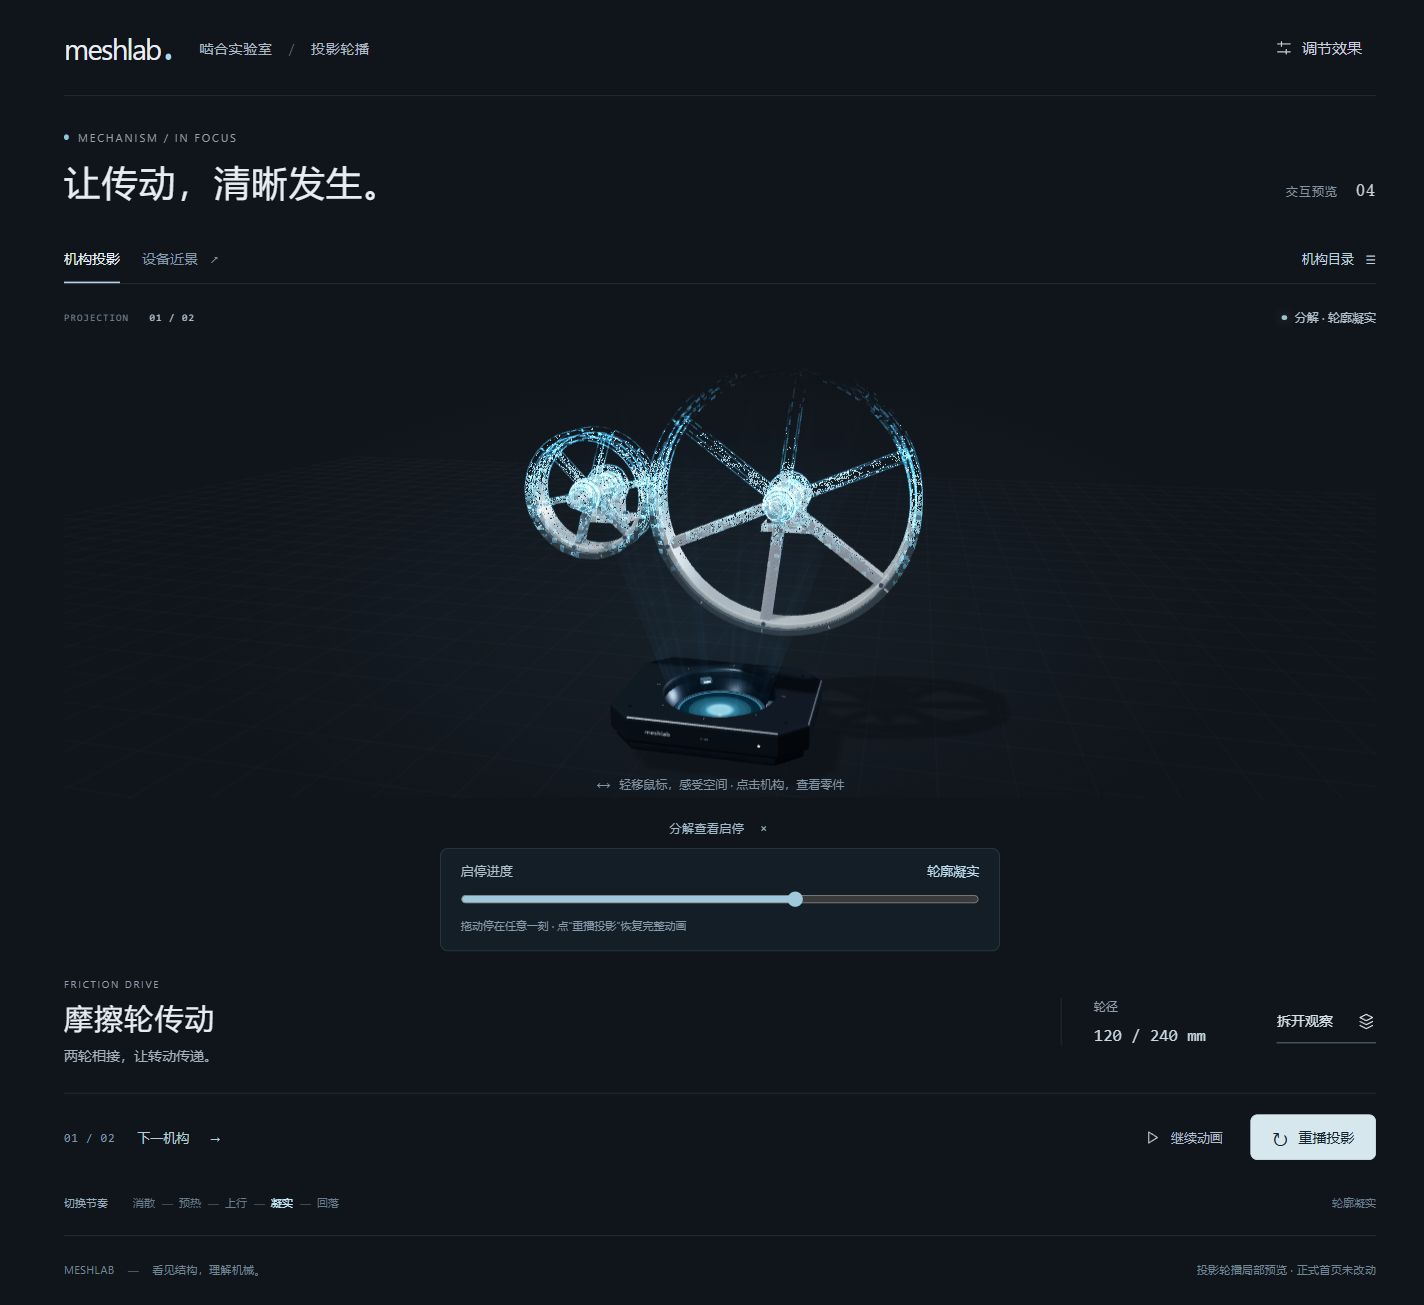 meshlab. 啮合实验室 / 投影轮播
调节效果
MECHANISM / IN FOCUS
让传动，清晰发生。
交互预览 04
机构投影 设备近景 ↗
机构目录 ☰
PROJECTION 01 / 02
分解 · 轮廓凝实
meshlab
↔ 轻移鼠标，感受空间 · 点击机构，查看零件
分解查看启停 ×
启停进度 轮廓凝实
拖动停在任意一刻 · 点“重播投影”恢复完整动画
FRICTION DRIVE
摩擦轮传动
两轮相接，让转动传递。
轮径
120 / 240 mm
拆开观察
01 / 02 下一机构 →
继续动画
重播投影
切换节奏 消散 — 预热 — 上行 — 凝实 — 回落
轮廓凝实
MESHLAB — 看见结构，理解机械。
投影轮播局部预览 · 正式首页未改动